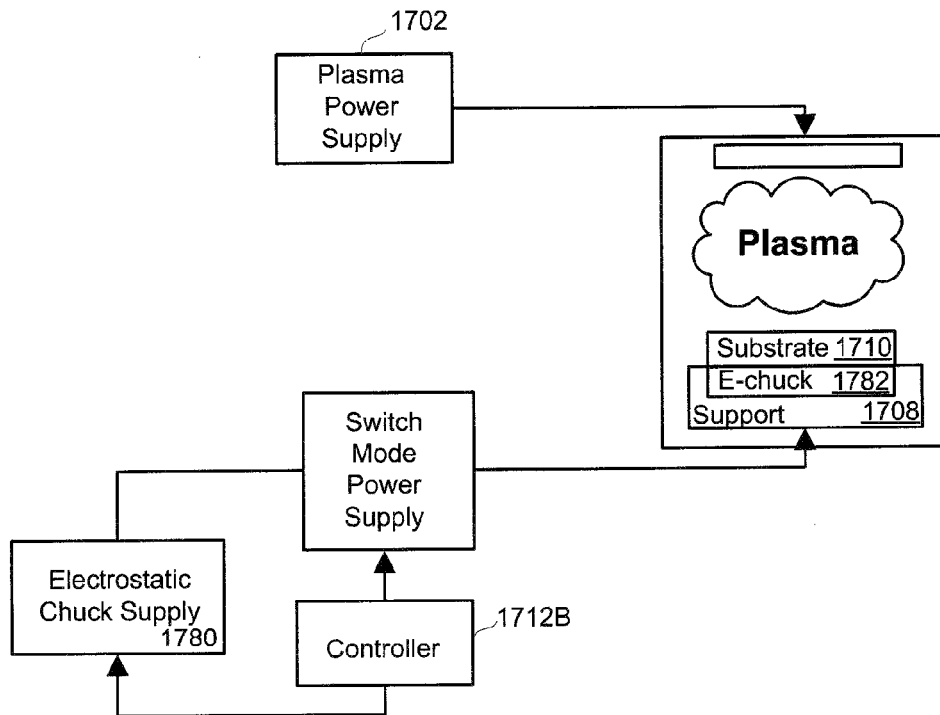 1702
Plasma
Power
Supply
Plasma
Substrate 1710
E-chuck 1782
Support 1708
Switch
Mode
Power
Supply
Electrostatic
Chuck Supply
1780
Controller
1712B